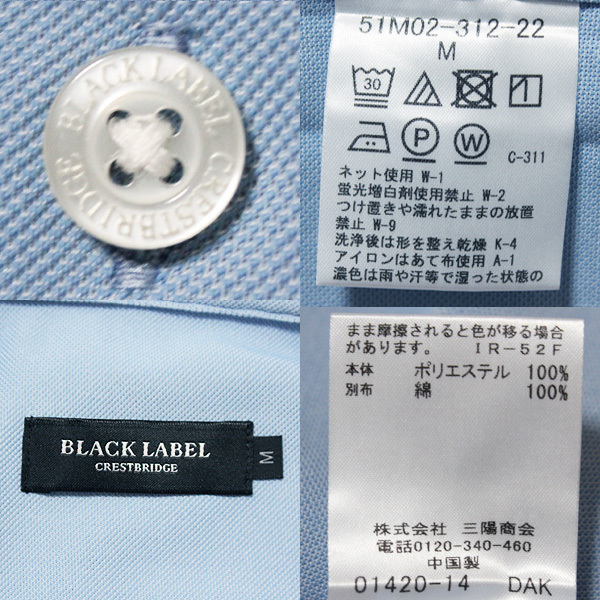 BLACK LABEL CRESTBRIDGE
51M02-312-22
M
30
P W
C-311
ネット使用 W-1
蛍光増白剤使用禁止 W-2
つけ置きや濡れたままの放置
禁止 W-9
洗浄後は形を整え乾燥 K-4
アイロンはあて布使用 A-1
濃色は雨や汗等で湿った状態の
BLACK LABEL
CRESTBRIDGE
M
まま摩擦されると色が移る場合
があります。 IR-52F
本体 ポリエステル 100%
別布 綿 100%
株式会社 三陽商会
電話0120-340-460
中国製
01420-14 DAK